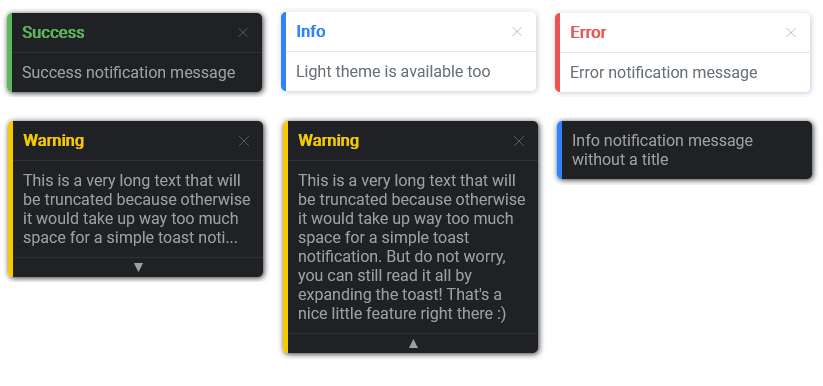 Success
Success notification message
Info
Light theme is available too
Error
Error notification message
Warning
This is a very long text that will
be truncated because otherwise
it would take up way too much
space for a simple toast noti...
Warning
This is a very long text that will
be truncated because otherwise
it would take up way too much
space for a simple toast
notification. But do not worry,
you can still read it all by
expanding the toast! That's a
nice little feature right there :)
Info notification message
without a title